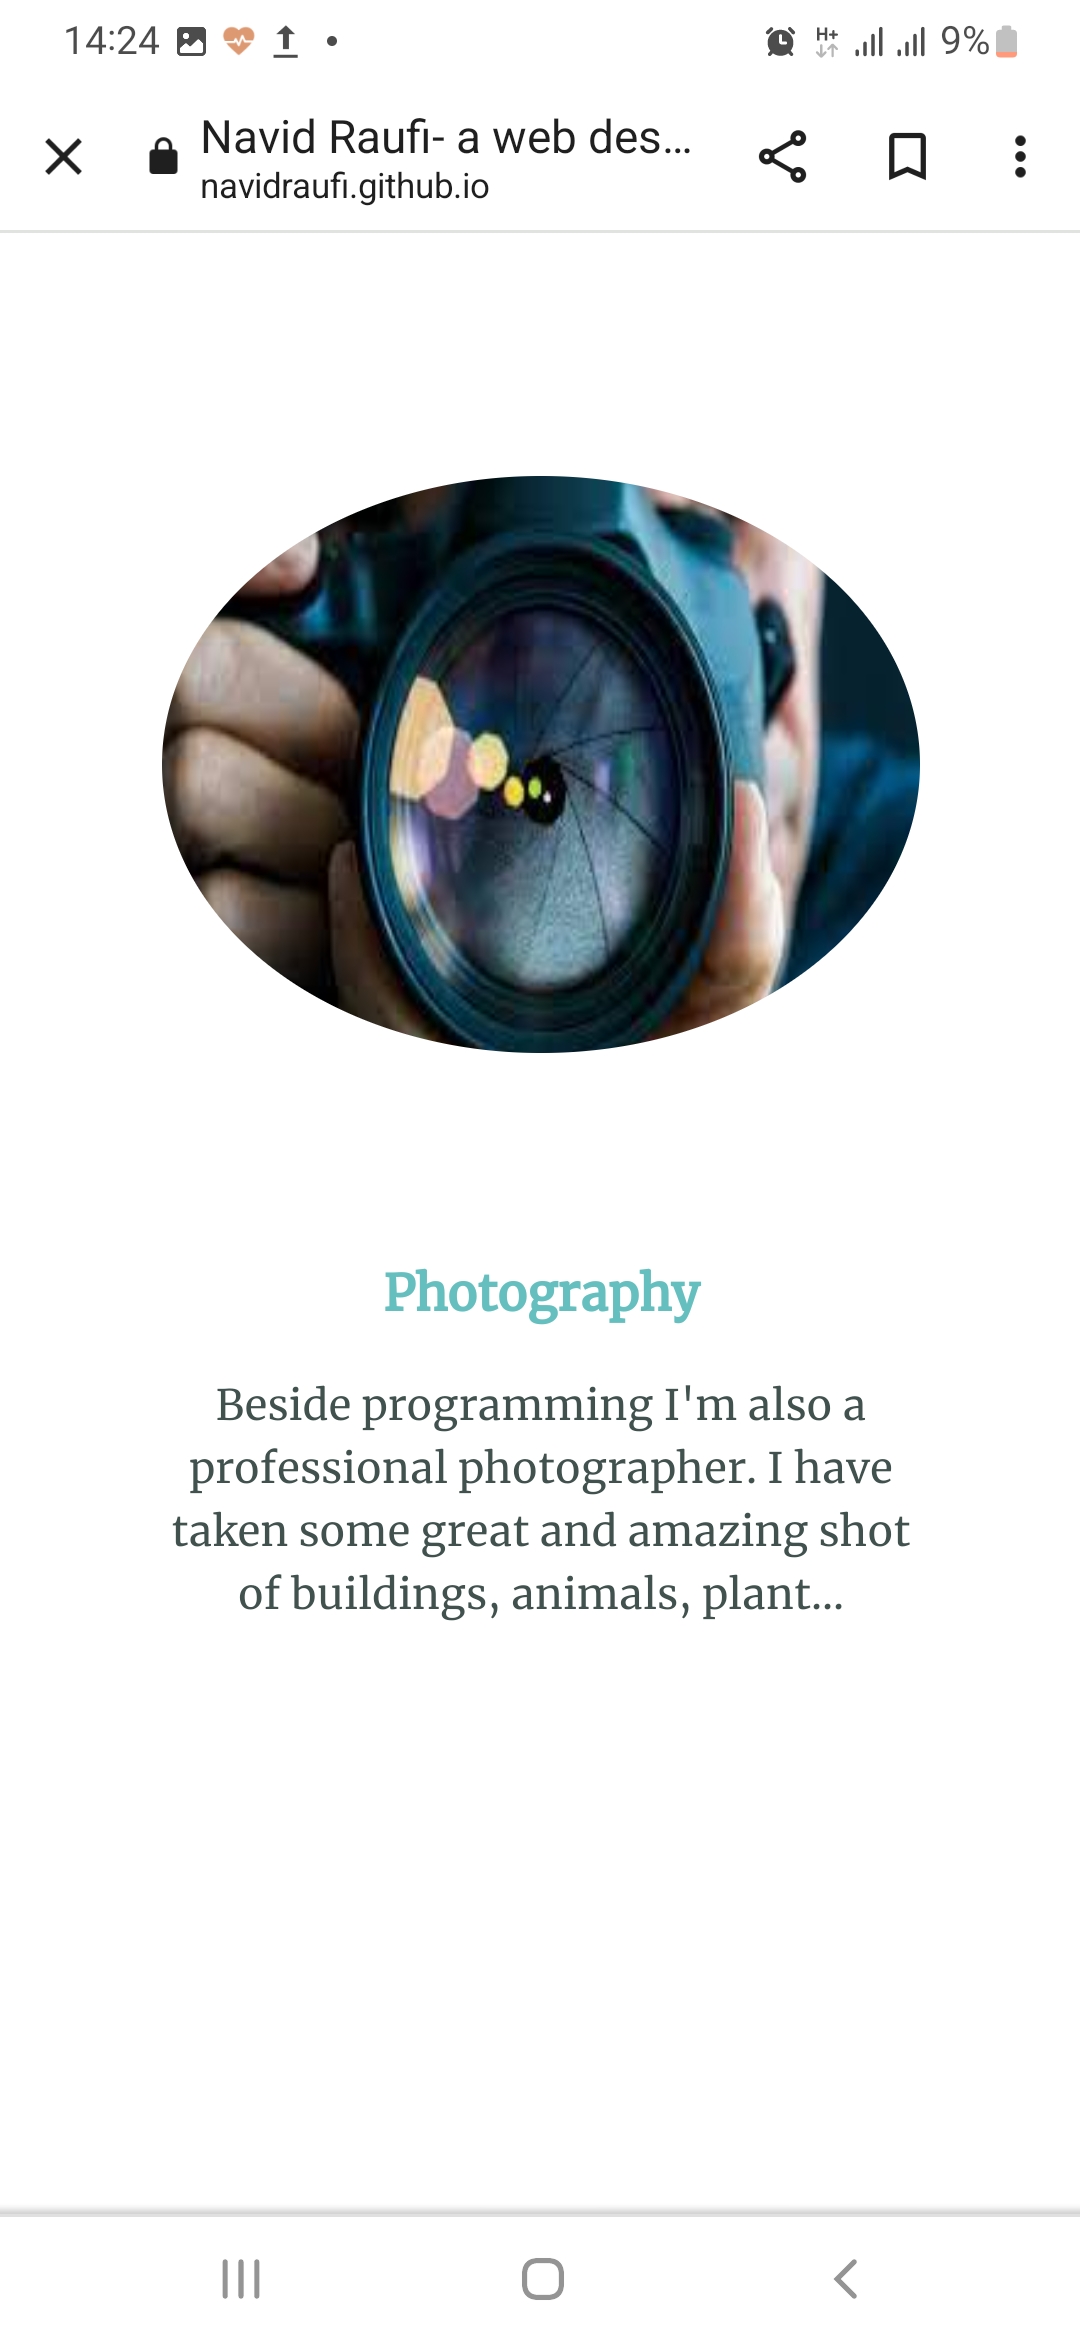 14:24 H+ 9%
Navid Raufi- a web des...
navidraufi.github.io
Photography
Beside programming I'm also a
professional photographer. I have
taken some great and amazing shot
of buildings, animals, plant...